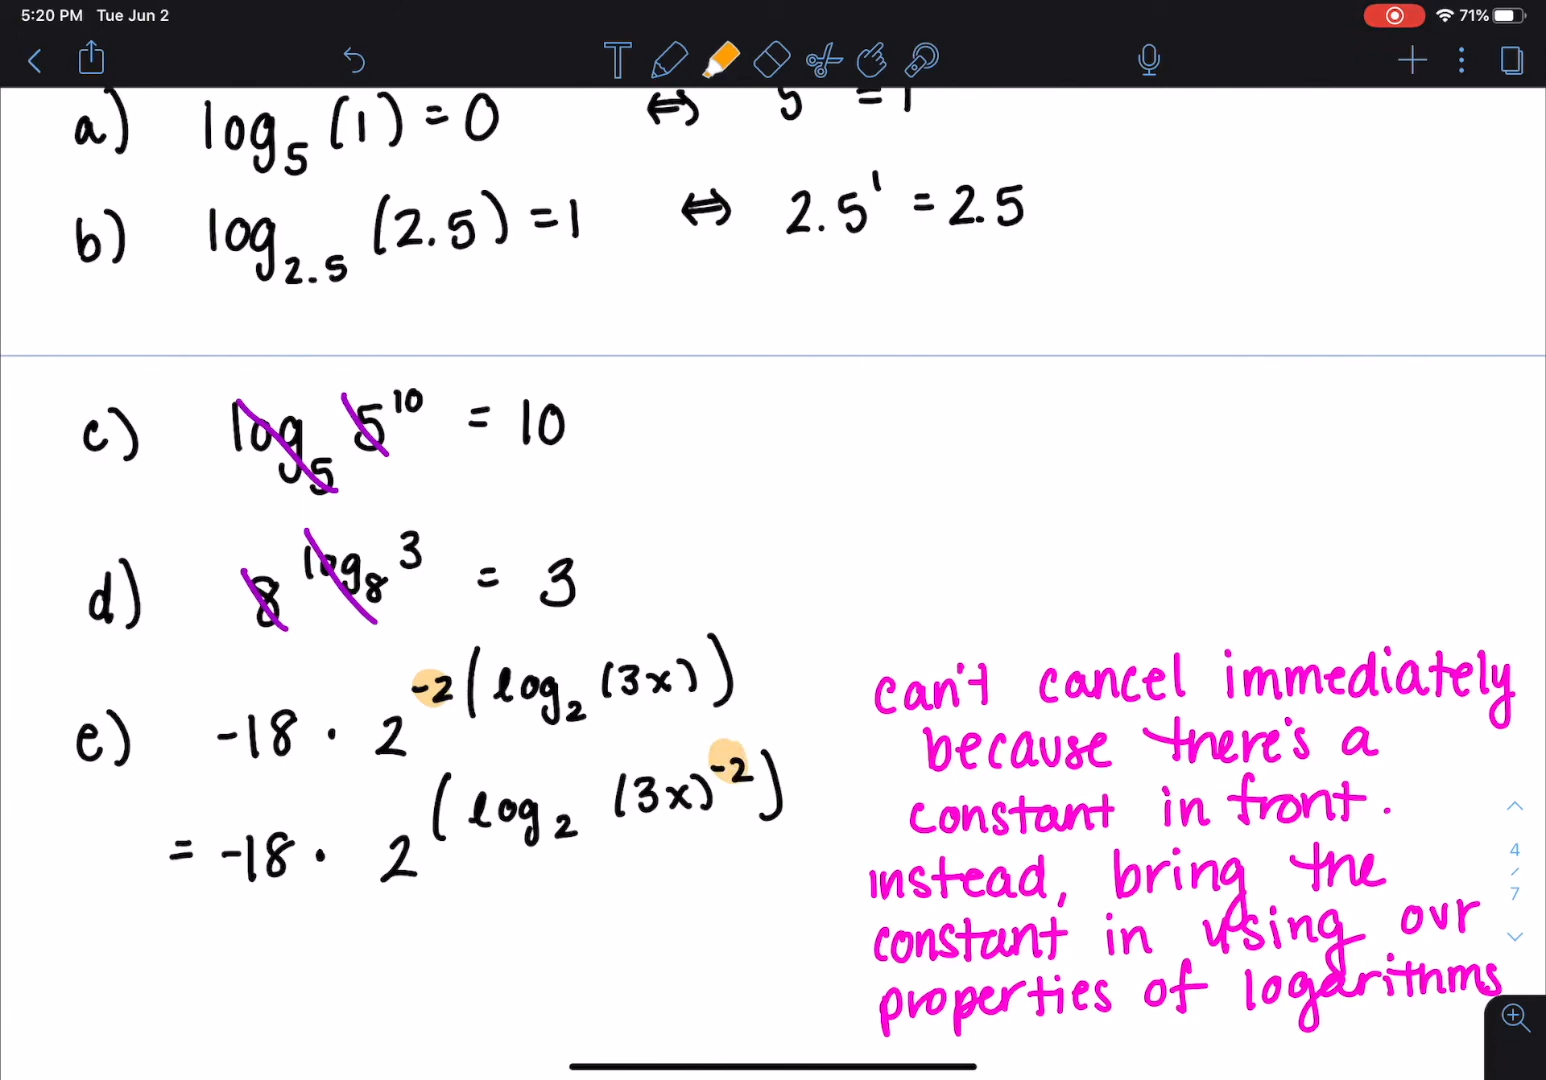 5:20 PM Tue Jun 2
71%
T
a) log₅ (1) = 0 ⇔ 5 = 1
b) log₂.₅ (2.5) = 1 ⇔ 2.5¹ = 2.5
c) log₅ 5¹⁰ = 10
d) 8^(log₈ 3) = 3
e) -18 · 2^(-2(log₂ (3x)))
= -18 · 2^(log₂ (3x)^-2)
can't cancel immediately
because there's a
constant in front.
instead, bring the
constant in using our
properties of logarithms
4
/
7